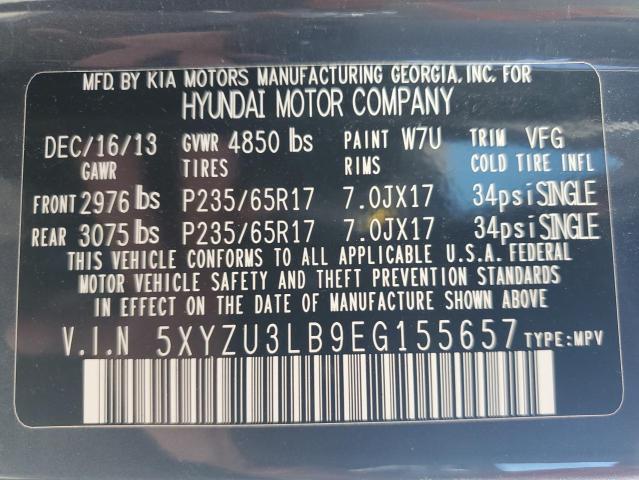 MFD. BY KIA MOTORS MANUFACTURING GEORGIA, INC. FOR
HYUNDAI MOTOR COMPANY
DEC/16/13 GVWR 4850 lbs PAINT W7U TRIM VFG
GAWR TIRES RIMS COLD TIRE INFL
FRONT 2976 lbs P235/65R17 7.0JX17 34psi SINGLE
REAR 3075 lbs P235/65R17 7.0JX17 34psi SINGLE
THIS VEHICLE CONFORMS TO ALL APPLICABLE U.S.A. FEDERAL
MOTOR VEHICLE SAFETY AND THEFT PREVENTION STANDARDS
IN EFFECT ON THE DATE OF MANUFACTURE SHOWN ABOVE
V.I.N 5XYZU3LB9EG155657 TYPE:MPV